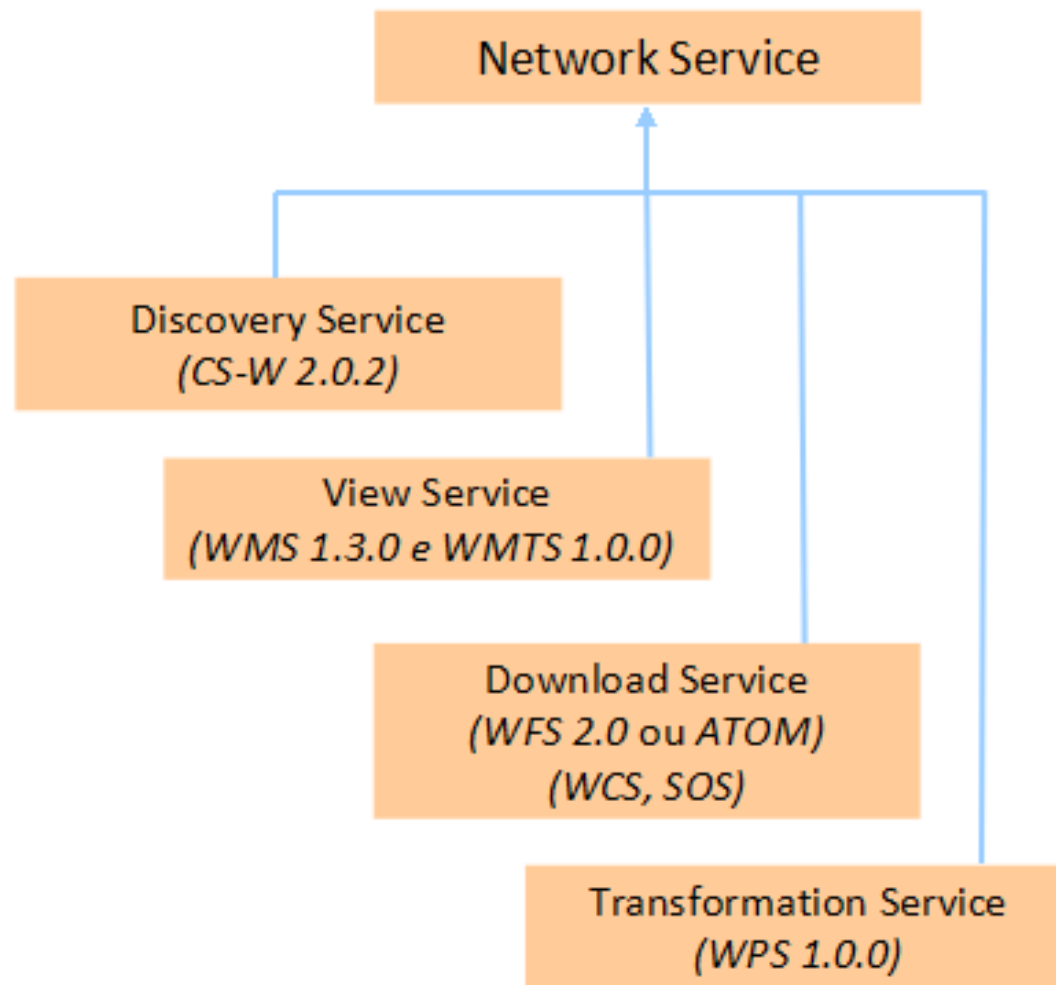 Network Service
Discovery Service
(CS-W 2.0.2)
View Service
(WMS 1.3.0 e WMTS 1.0.0)
Download Service
(WFS 2.0 ou ATOM)
(WCS, SOS)
Transformation Service
(WPS 1.0.0)